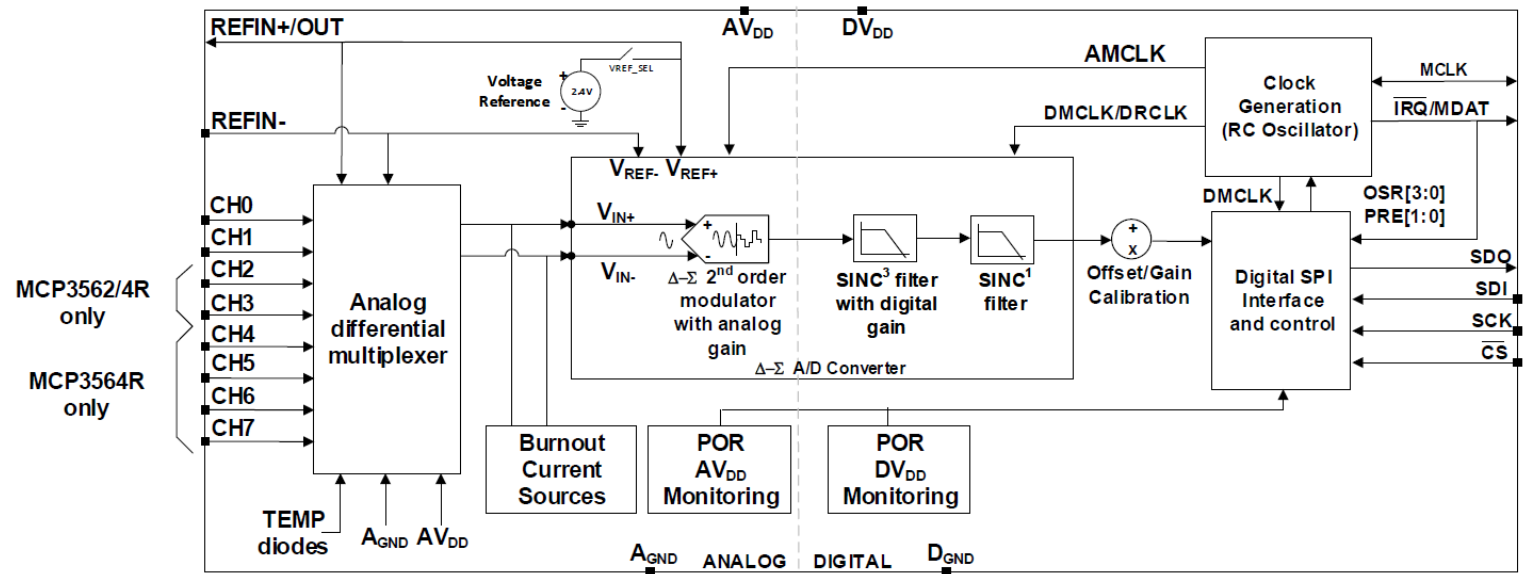 REFIN+/OUT
AVDD
DVDD
AMCLK
Clock
Generation
(RC Oscillator)
MCLK
IRQ/MDAT
Voltage
Reference
+
-
2.4V
VREF_SEL
DMCLK/DRCLK
REFIN-
VREF- VREF+
DMCLK
OSR[3:0]
PRE[1:0]
CH0
CH1
CH2
CH3
CH4
CH5
CH6
CH7
MCP3562/4R
only
MCP3564R
only
Analog
differential
multiplexer
VIN+
VIN-
+
-
Δ–Σ 2nd order
modulator
with analog
gain
SINC3 filter
with digital
gain
SINC1
filter
Δ–Σ A/D Converter
+
x
Offset/Gain
Calibration
Digital SPI
Interface
and control
SDO
SDI
SCK
CS
Burnout
Current
Sources
POR
AVDD
Monitoring
POR
DVDD
Monitoring
TEMP
diodes
AGND
AVDD
AGND
ANALOG
DIGITAL
DGND